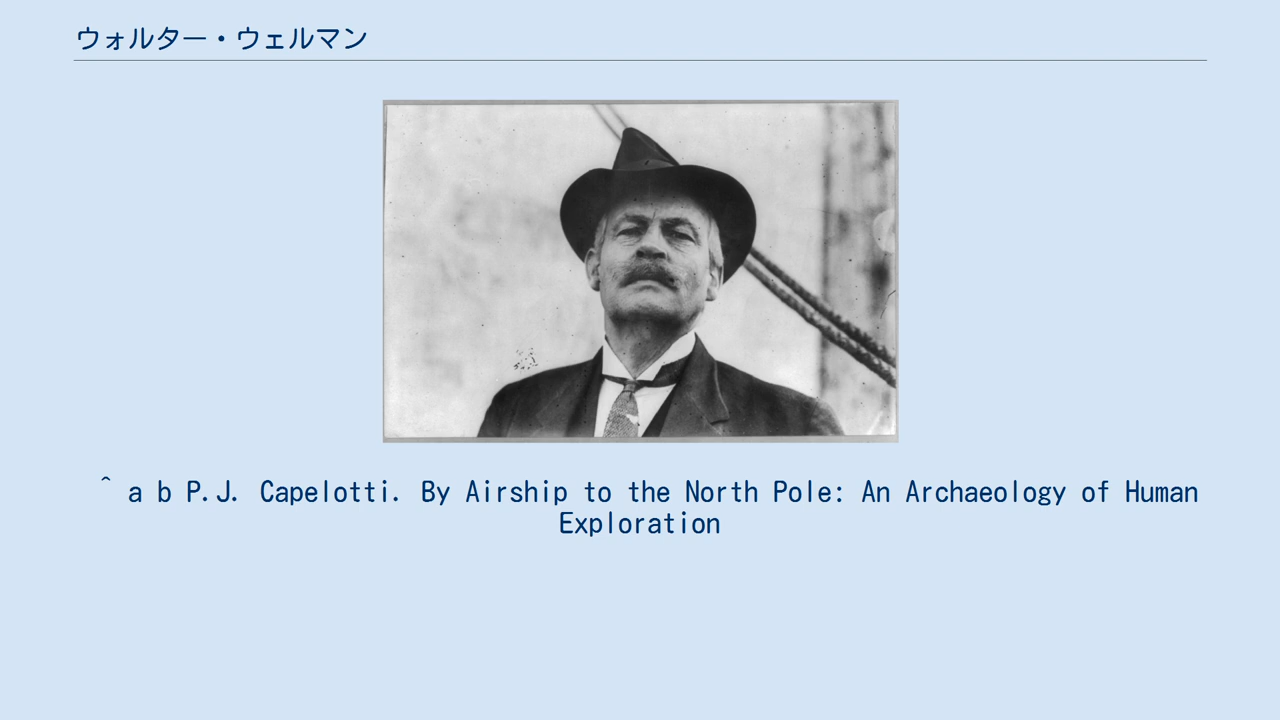 ウォルター・ウェルマン
^ a b P.J. Capelotti. By Airship to the North Pole: An Archaeology of Human
Exploration